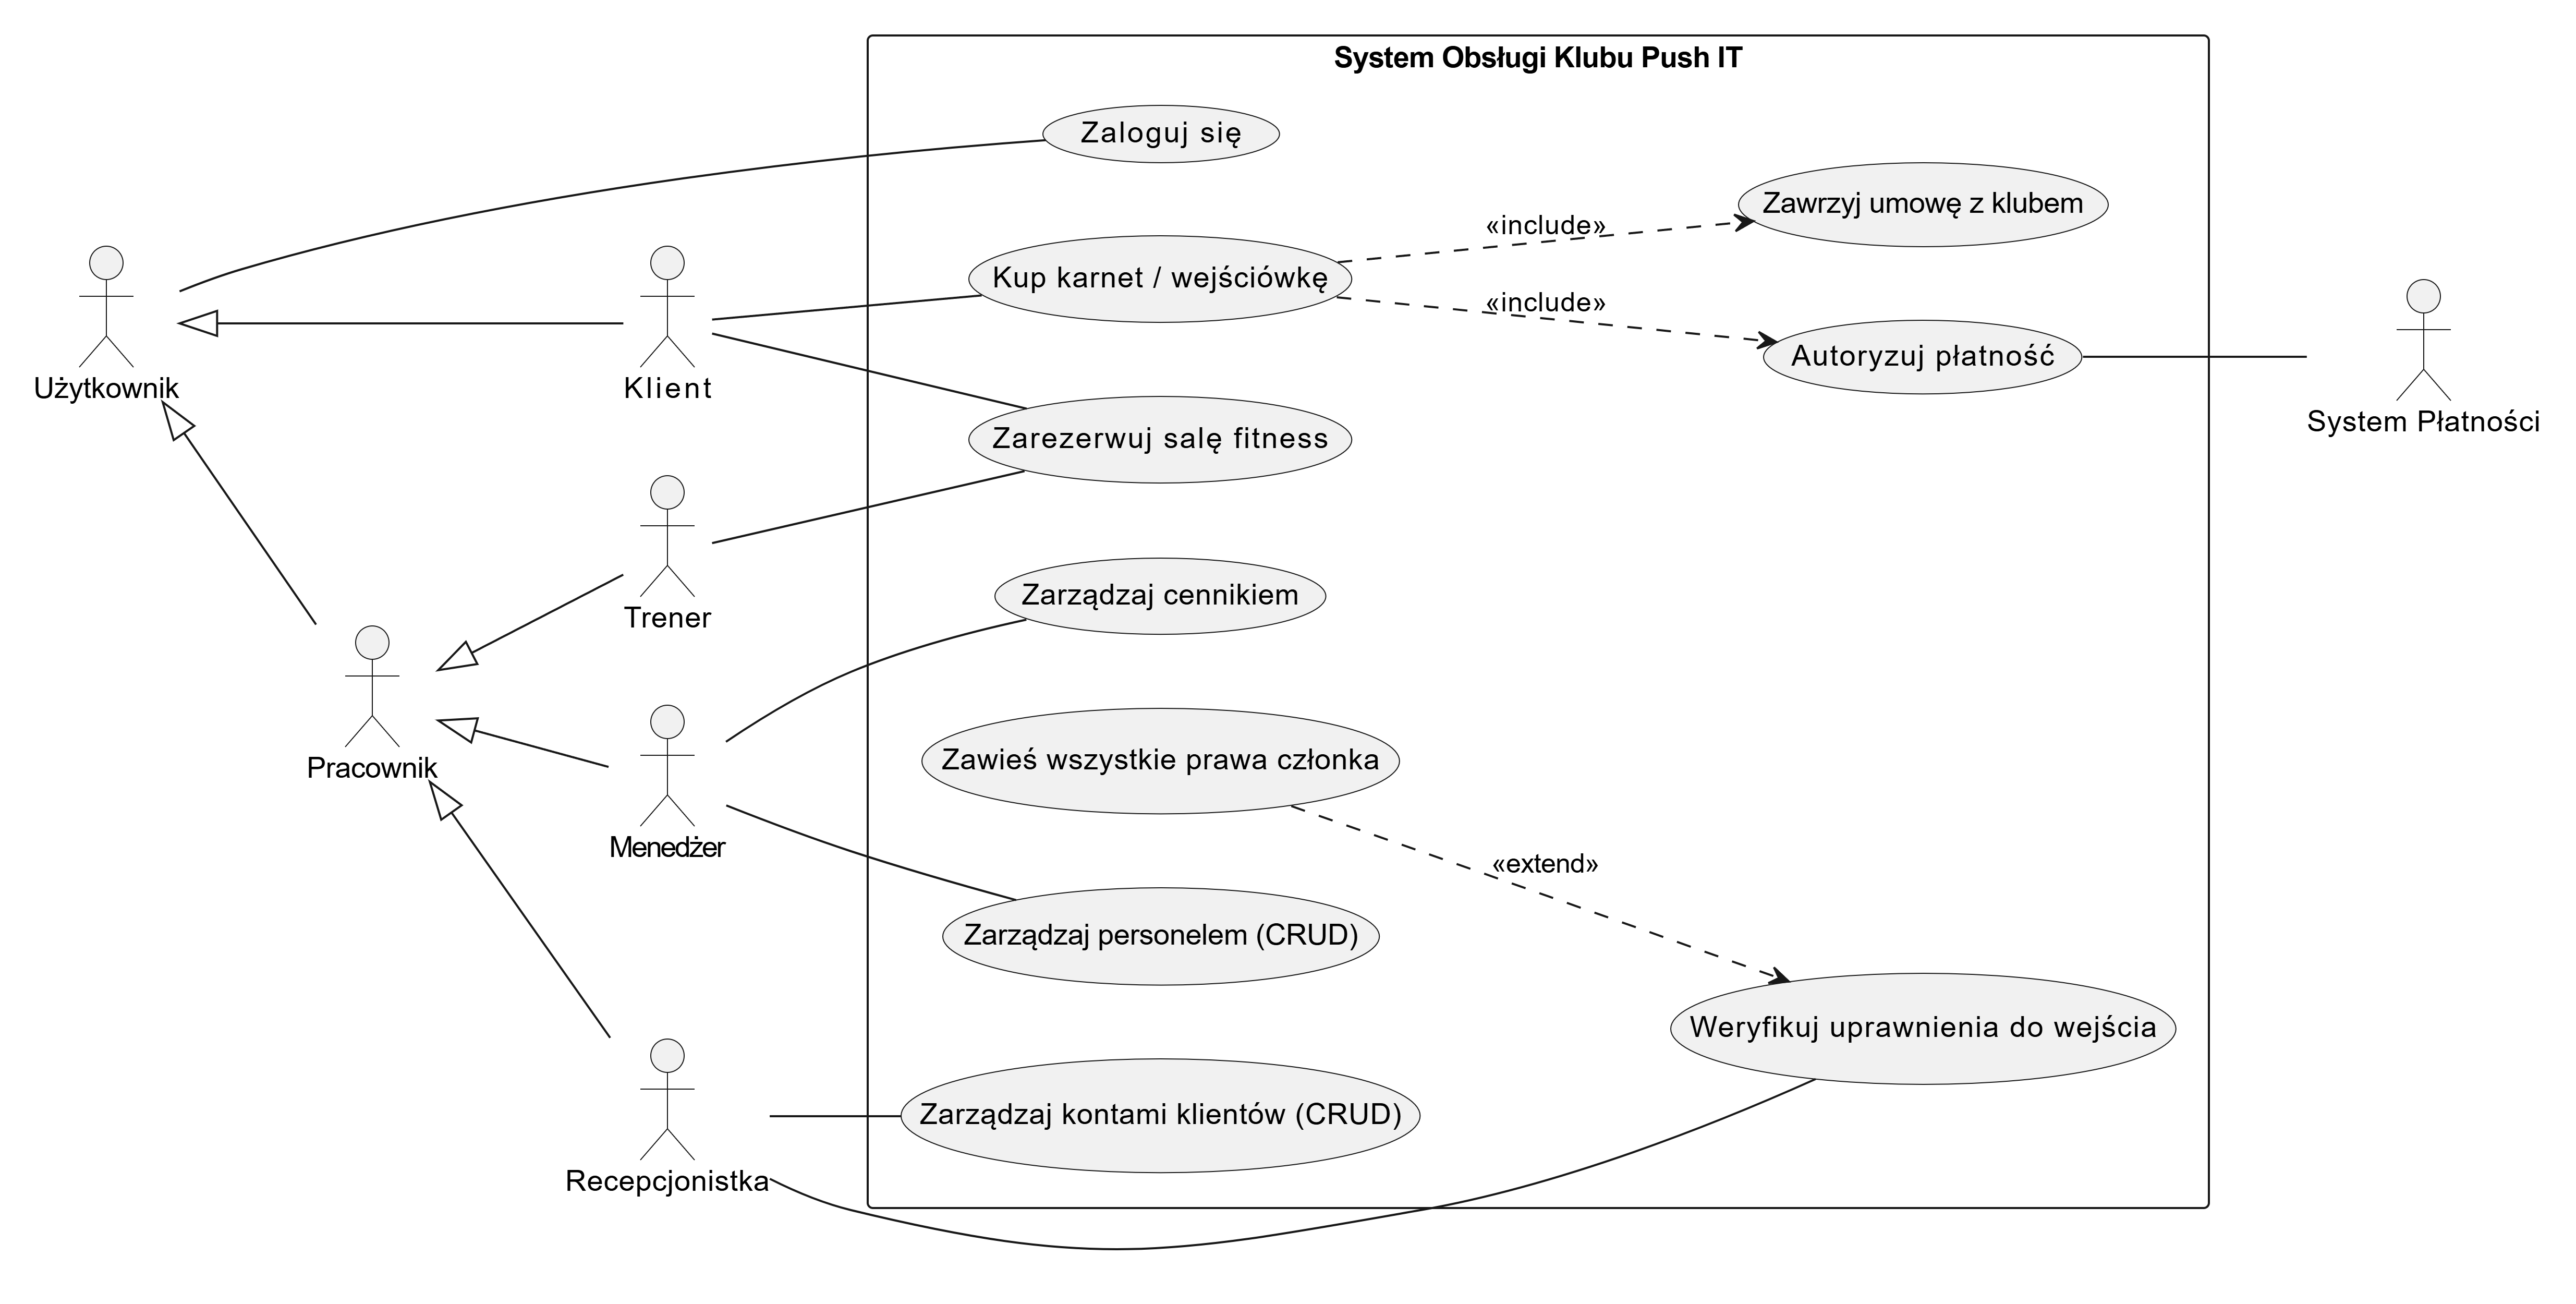 System Obsługi Klubu Push IT
Zaloguj się
Zawrzyj umowę z klubem
«include»
Kup karnet / wejściówkę
«include»
Autoryzuj płatność
Użytkownik
Klient
System Płatności
Zarezerwuj salę fitness
Trener
Zarządzaj cennikiem
Pracownik
Zawieś wszystkie prawa członka
Menedżer
«extend»
Zarządzaj personelem (CRUD)
Weryfikuj uprawnienia do wejścia
Zarządzaj kontami klientów (CRUD)
Recepcjonistka